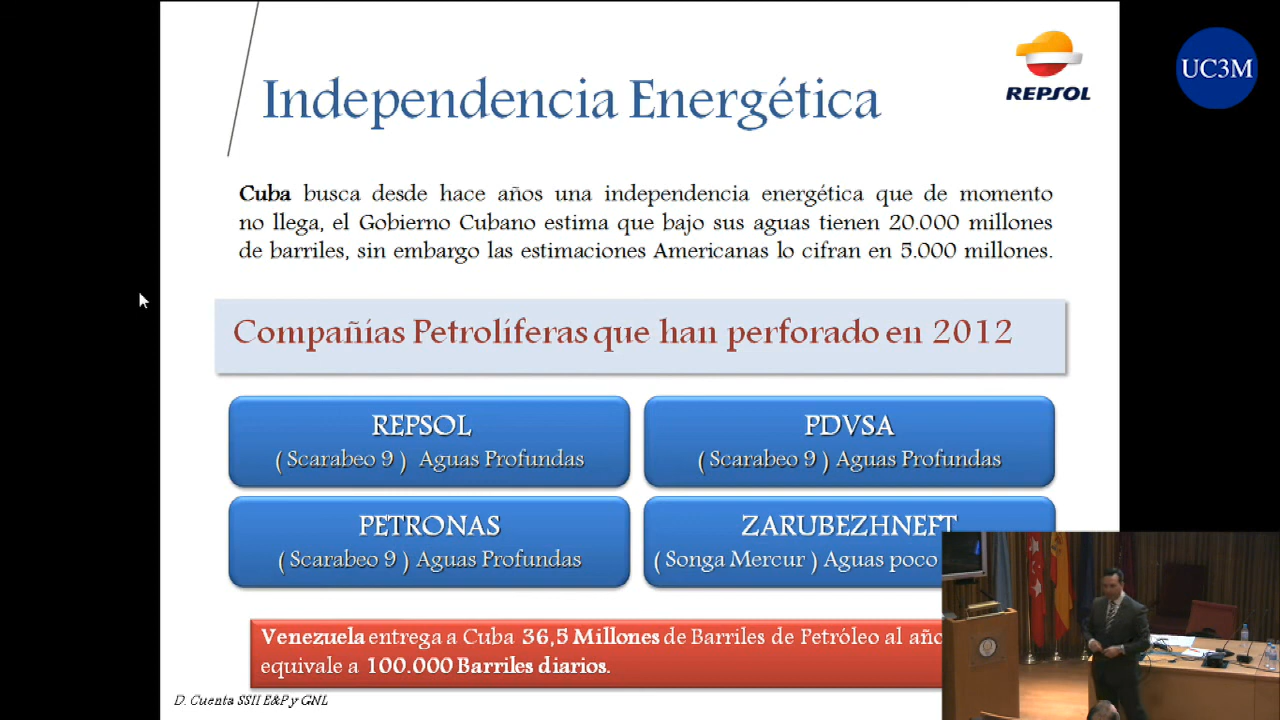 REPSOL
UC3M
Independencia Energética
Cuba busca desde hace años una independencia energética que de momento
no llega, el Gobierno Cubano estima que bajo sus aguas tienen 20.000 millones
de barriles, sin embargo las estimaciones Americanas lo cifran en 5.000 millones.
Compañías Petrolíferas que han perforado en 2012
REPSOL
( Scarabeo 9 ) Aguas Profundas
PDVSA
( Scarabeo 9 ) Aguas Profundas
PETRONAS
( Scarabeo 9 ) Aguas Profundas
ZARUBEZHNEFT
( Songa Mercur ) Aguas poco
Venezuela entrega a Cuba 36,5 Millones de Barriles de Petróleo al año
equivale a 100.000 Barriles diarios.
D. Cuenta SSII E&P y GNL